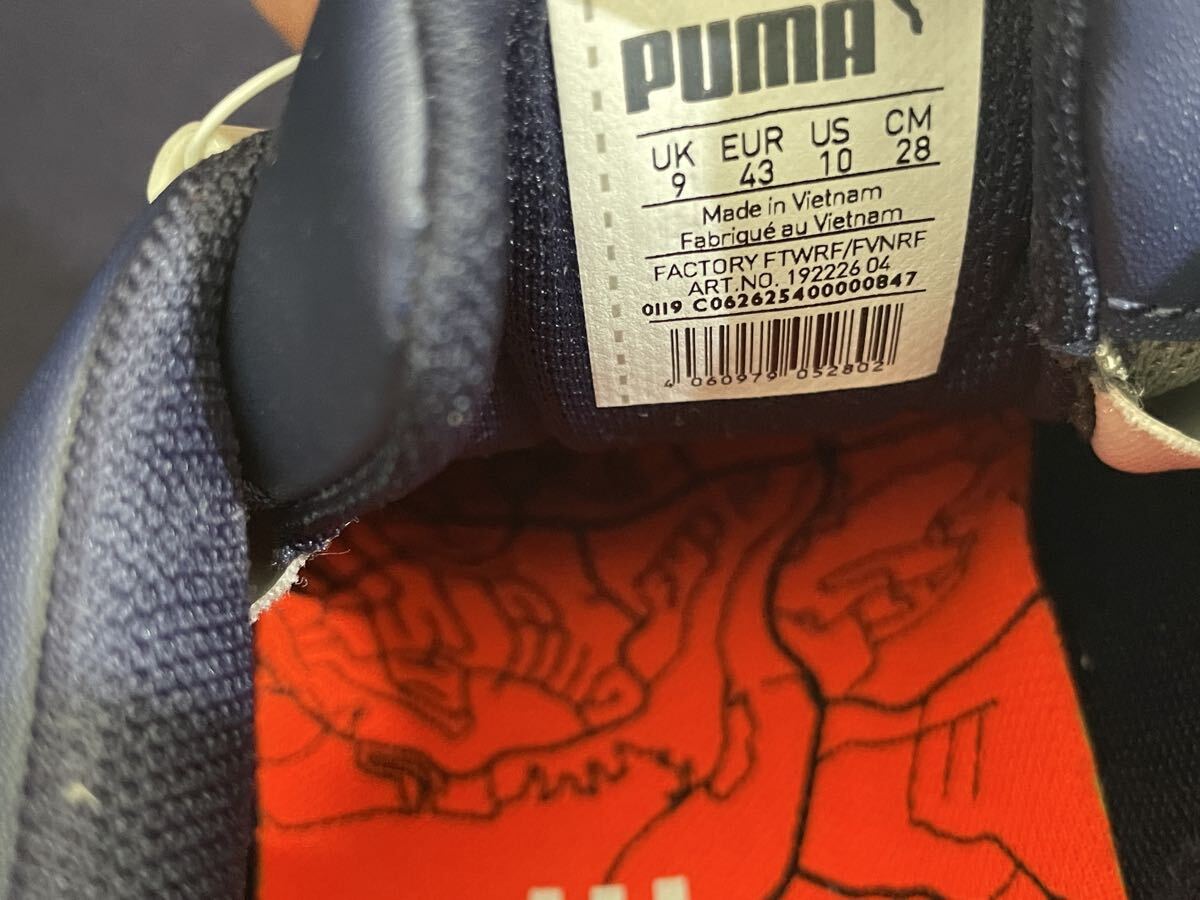 PUMA
UK EUR US CM
9 43 10 28
Made in Vietnam
Fabriqué au Vietnam
FACTORY FTWRF/FVNRF
ART.NO. 192226 04
0119 C062625400000847
4 060979 052802